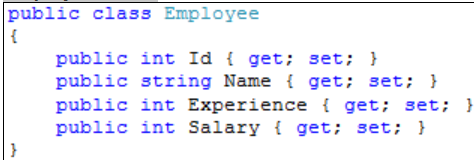 public class Employee
{
    public int Id { get; set; }
    public string Name { get; set; }
    public int Experience { get; set; }
    public int Salary { get; set; }
}